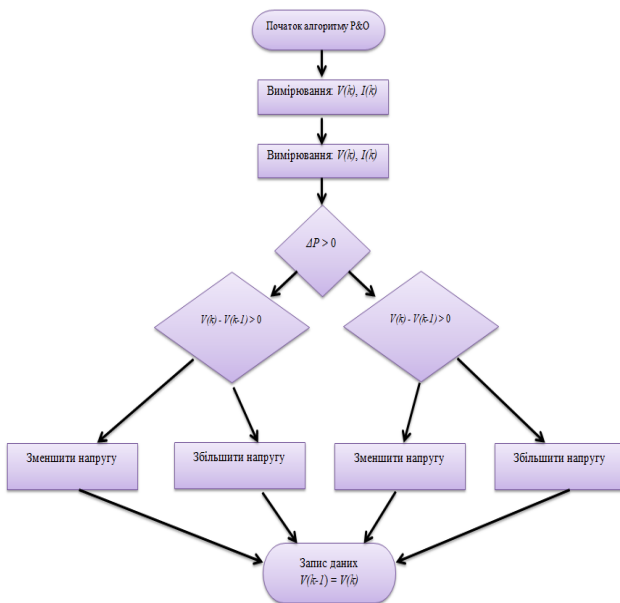 Початок алгоритму P&O
Вимірювання: V(k), I(k)
Вимірювання: V(k), I(k)
ΔP > 0
V(k) - V(k-1) > 0
V(k) - V(k-1) > 0
Зменшити напругу
Збільшити напругу
Зменшити напругу
Збільшити напругу
Запис даних
V(k-1) = V(k)